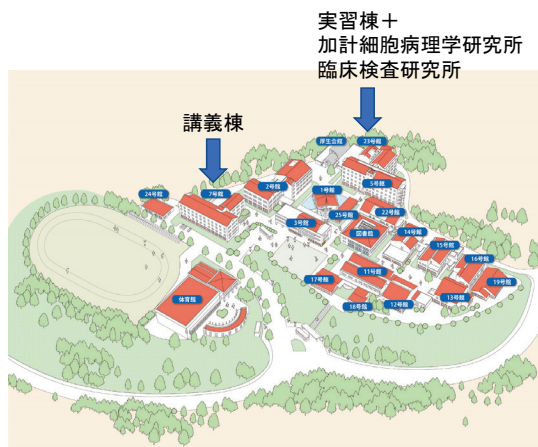 実習棟＋
加計細胞病理学研究所
臨床検査研究所
講義棟
厚生会館
23号館
24号館
7号館
2号館
1号館
5号館
3号館
25号館
22号館
図書館
14号館
15号館
16号館
17号館
11号館
19号館
体育館
18号館
12号館
13号館